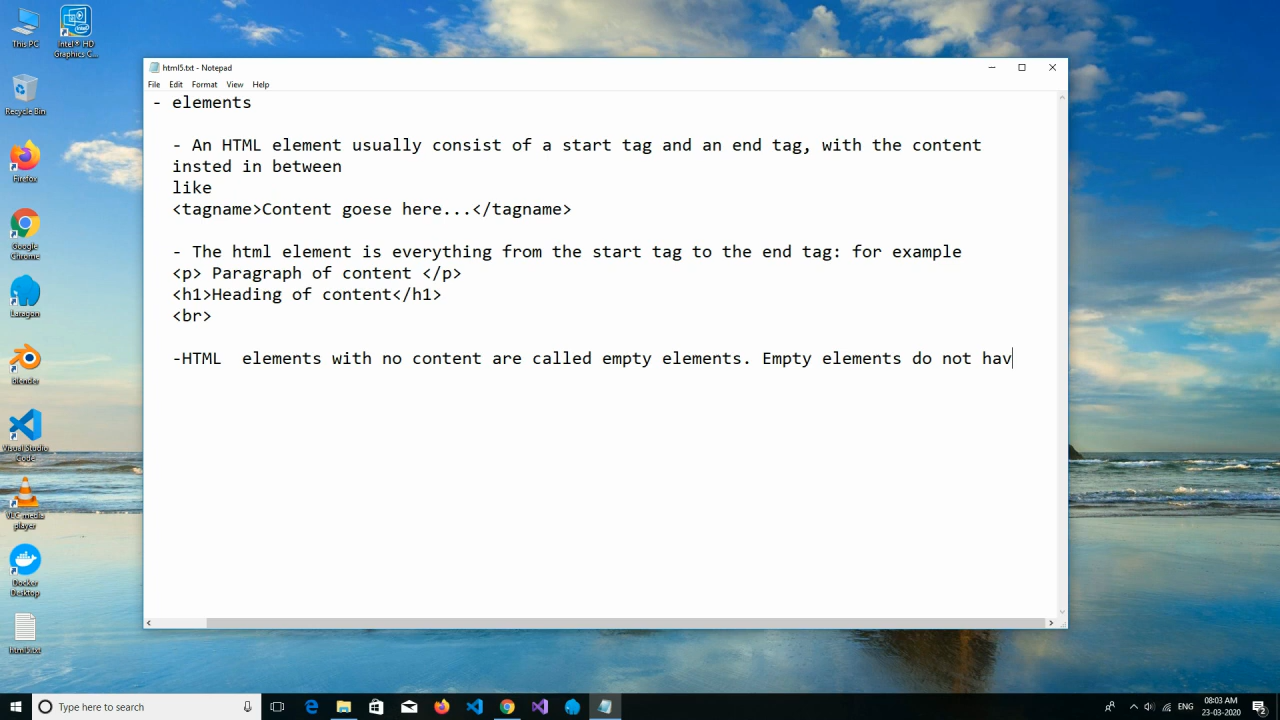 This PC
Intel® HD
Graphics C...
Recycle Bin
Firefox
Google
Chrome
Laragon
Blender
Visual Studio
Code
VLC media
player
Docker
Desktop
html5.txt
html5.txt - Notepad
File Edit Format View Help
- elements
- An HTML element usually consist of a start tag and an end tag, with the content
insted in between
like
<tagname>Content goese here...</tagname>
- The html element is everything from the start tag to the end tag: for example
<p> Paragraph of content </p>
<h1>Heading of content</h1>
<br>
-HTML  elements with no content are called empty elements. Empty elements do not hav
Type here to search
ENG
08:03 AM
23-03-2020
2